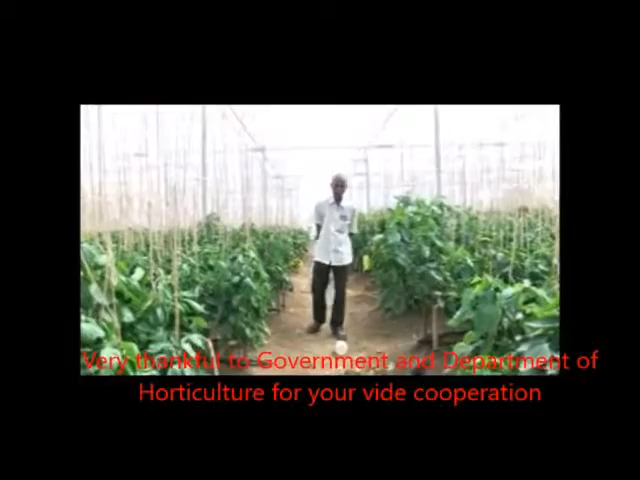 Very thankful to Government and Department of
Horticulture for your vide cooperation